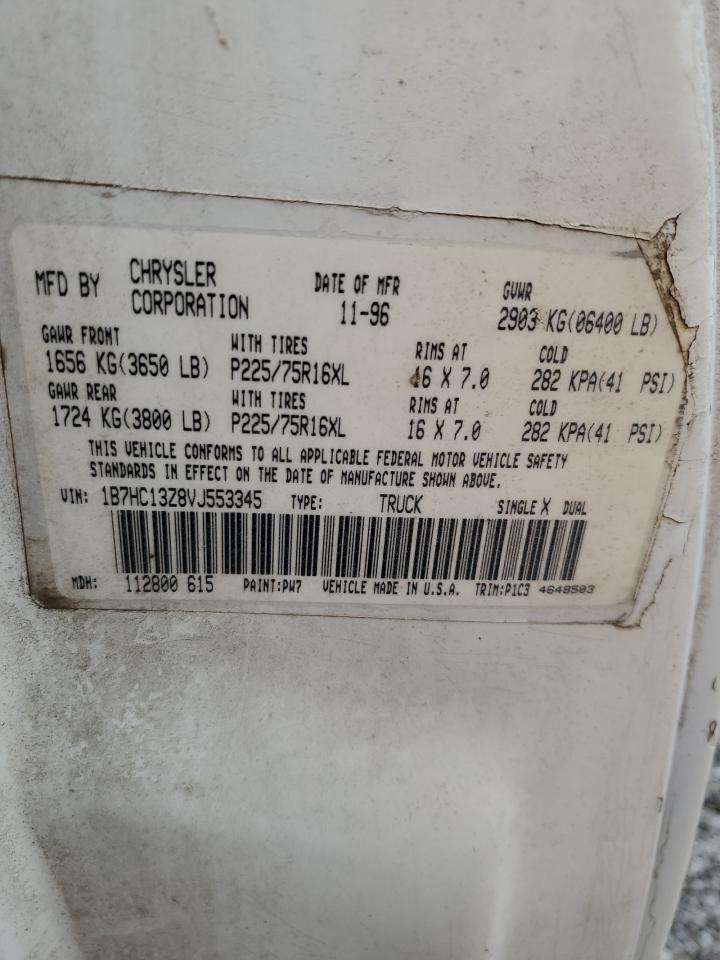 MFD BY CHRYSLER CORPORATION DATE OF MFR 11-96 GVWR 2903 KG(06400 LB)
GAWR FRONT WITH TIRES RIMS AT COLD
1656 KG(3650 LB) P225/75R16XL 16 X 7.0 282 KPA(41 PSI)
GAWR REAR WITH TIRES RIMS AT COLD
1724 KG(3800 LB) P225/75R16XL 16 X 7.0 282 KPA(41 PSI)
THIS VEHICLE CONFORMS TO ALL APPLICABLE FEDERAL MOTOR VEHICLE SAFETY
STANDARDS IN EFFECT ON THE DATE OF MANUFACTURE SHOWN ABOVE.
VIN: 1B7HC13Z8VJ553345 TYPE: TRUCK SINGLE X DUAL
MDH: 112800 615 PAINT:PW7 VEHICLE MADE IN U.S.A. TRIM:P1C3 4648503